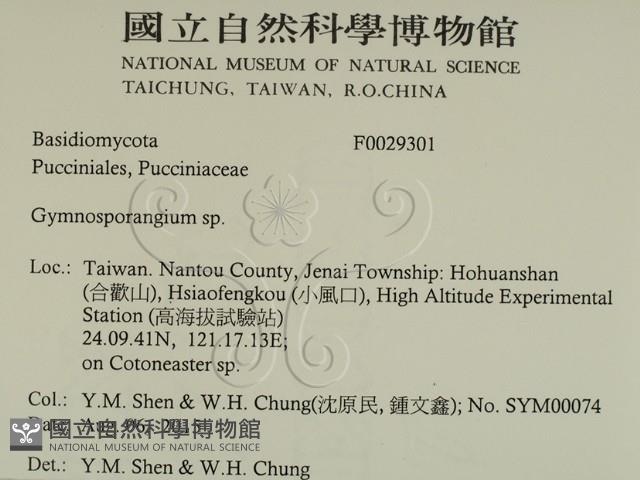 國立自然科學博物館
NATIONAL MUSEUM OF NATURAL SCIENCE
TAICHUNG, TAIWAN, R.O.CHINA
Basidiomycota F0029301
Pucciniales, Pucciniaceae
Gymnosporangium sp.
Loc.: Taiwan. Nantou County, Jenai Township: Hohuanshan
(合歡山), Hsiaofengkou (小風口), High Altitude Experimental
Station (高海拔試驗站)
24.09.41N, 121.17.13E;
on Cotoneaster sp.
Col.: Y.M. Shen & W.H. Chung(沈原民, 鍾文鑫); No. SYM00074
國立自然科學博物館
NATIONAL MUSEUM OF NATURAL SCIENCE
Det.: Y.M. Shen & W.H. Chung